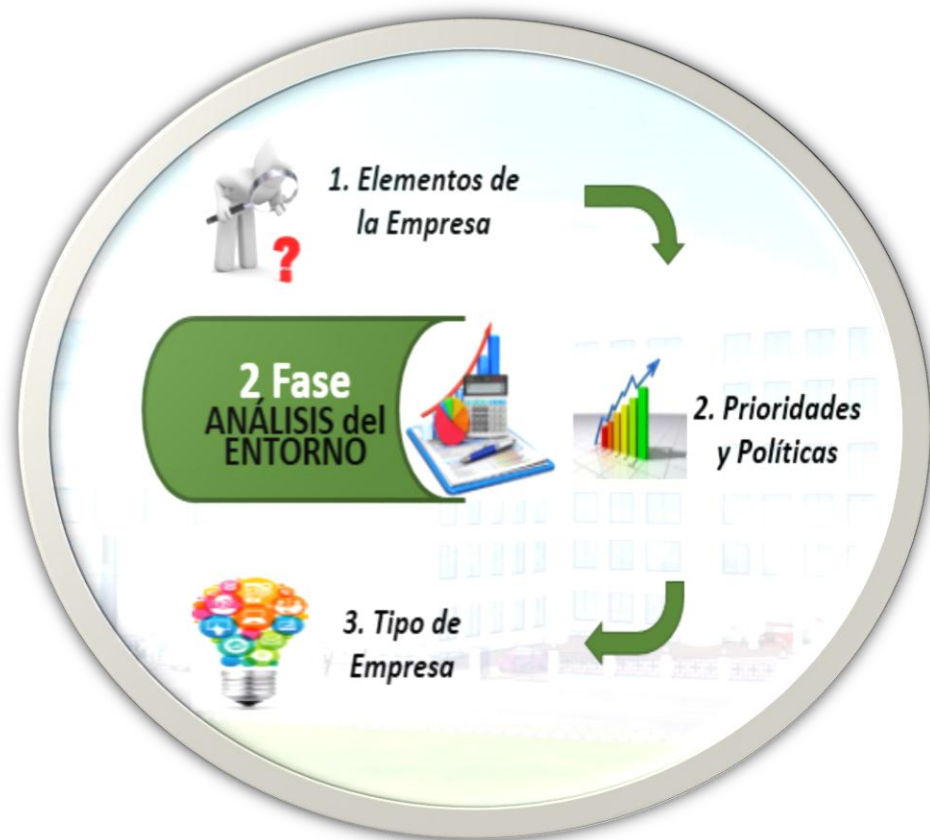 1. Elementos de
la Empresa
?
2 Fase
ANÁLISIS del
ENTORNO
2. Prioridades
y Políticas
3. Tipo de
Empresa